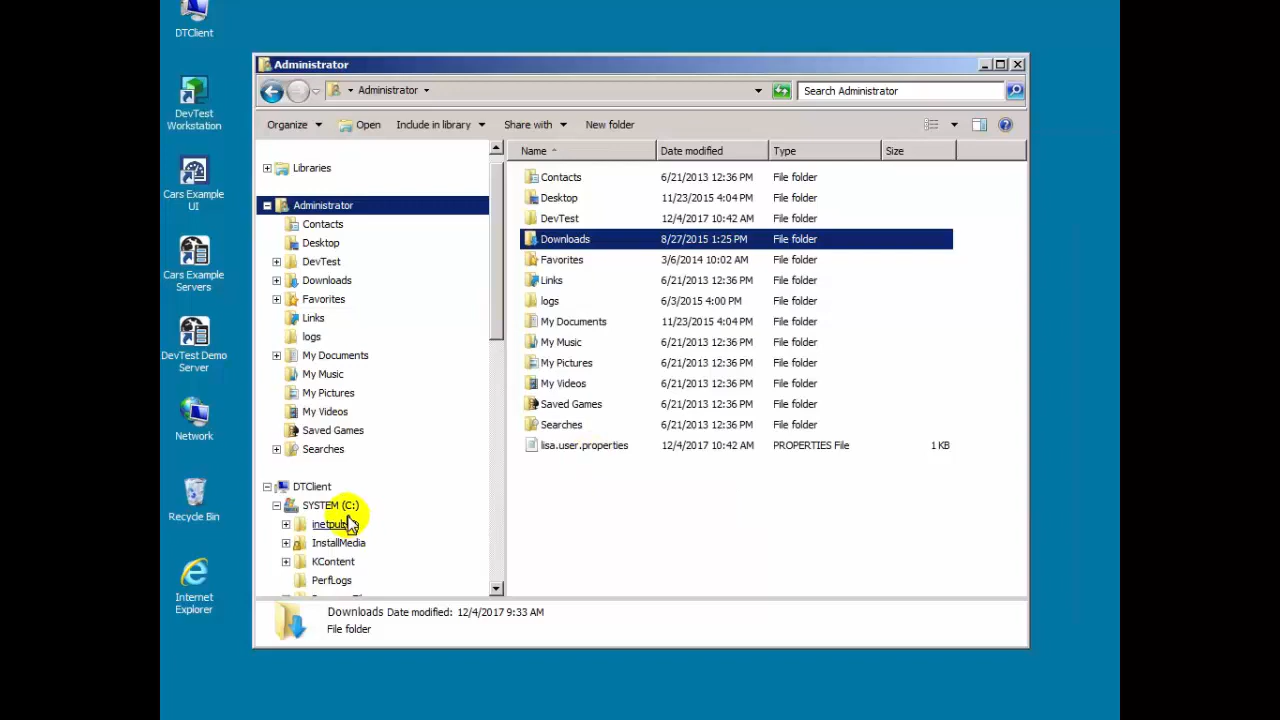 DTClient
DevTest
Workstation
Cars Example
UI
Cars Example
Servers
DevTest Demo
Server
Network
Recycle Bin
Internet
Explorer
Administrator
Administrator
Search Administrator
Organize Open Include in library Share with New folder
Libraries
Administrator
Contacts
Desktop
DevTest
Downloads
Favorites
Links
logs
My Documents
My Music
My Pictures
My Videos
Saved Games
Searches
DTClient
SYSTEM (C:)
InstallMedia
KContent
PerfLogs
Name Date modified Type Size
Contacts 6/21/2013 12:36 PM File folder
Desktop 11/23/2015 4:04 PM File folder
DevTest 12/4/2017 10:42 AM File folder
Downloads 8/27/2015 1:25 PM File folder
Favorites 3/6/2014 10:02 AM File folder
Links 6/21/2013 12:36 PM File folder
logs 6/3/2015 4:00 PM File folder
My Documents 11/23/2015 4:04 PM File folder
My Music 6/21/2013 12:36 PM File folder
My Pictures 6/21/2013 12:36 PM File folder
My Videos 6/21/2013 12:36 PM File folder
Saved Games 6/21/2013 12:36 PM File folder
Searches 6/21/2013 12:36 PM File folder
lisa.user.properties 12/4/2017 10:42 AM PROPERTIES File 1 KB
Downloads Date modified: 12/4/2017 9:33 AM
File folder